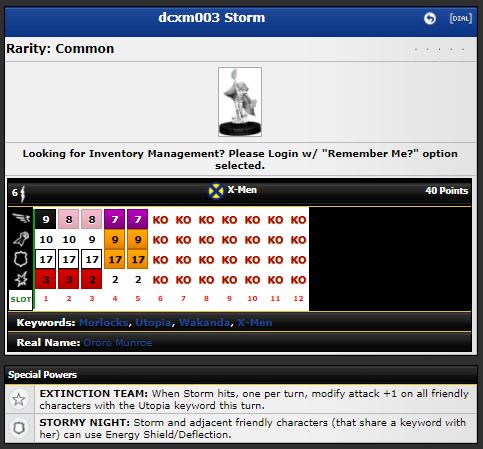 dcxm003 Storm
[DIAL]
Rarity: Common
Looking for Inventory Management? Please Login w/ "Remember Me?" option
selected.
6 X-Men 40 Points
9 8 8 7 7 KO KO KO KO KO KO KO
10 10 9 9 9 KO KO KO KO KO KO KO
17 17 17 17 17 KO KO KO KO KO KO KO
3 3 2 2 2 KO KO KO KO KO KO KO
SLOT 1 2 3 4 5 6 7 8 9 10 11 12
Keywords: Morlocks, Utopia, Wakanda, X-Men
Real Name: Ororo Munroe
Special Powers
EXTINCTION TEAM: When Storm hits, one per turn, modify attack +1 on all friendly
characters with the Utopia keyword this turn.
STORMY NIGHT: Storm and adjacent friendly characters (that share a keyword with
her) can use Energy Shield/Deflection.